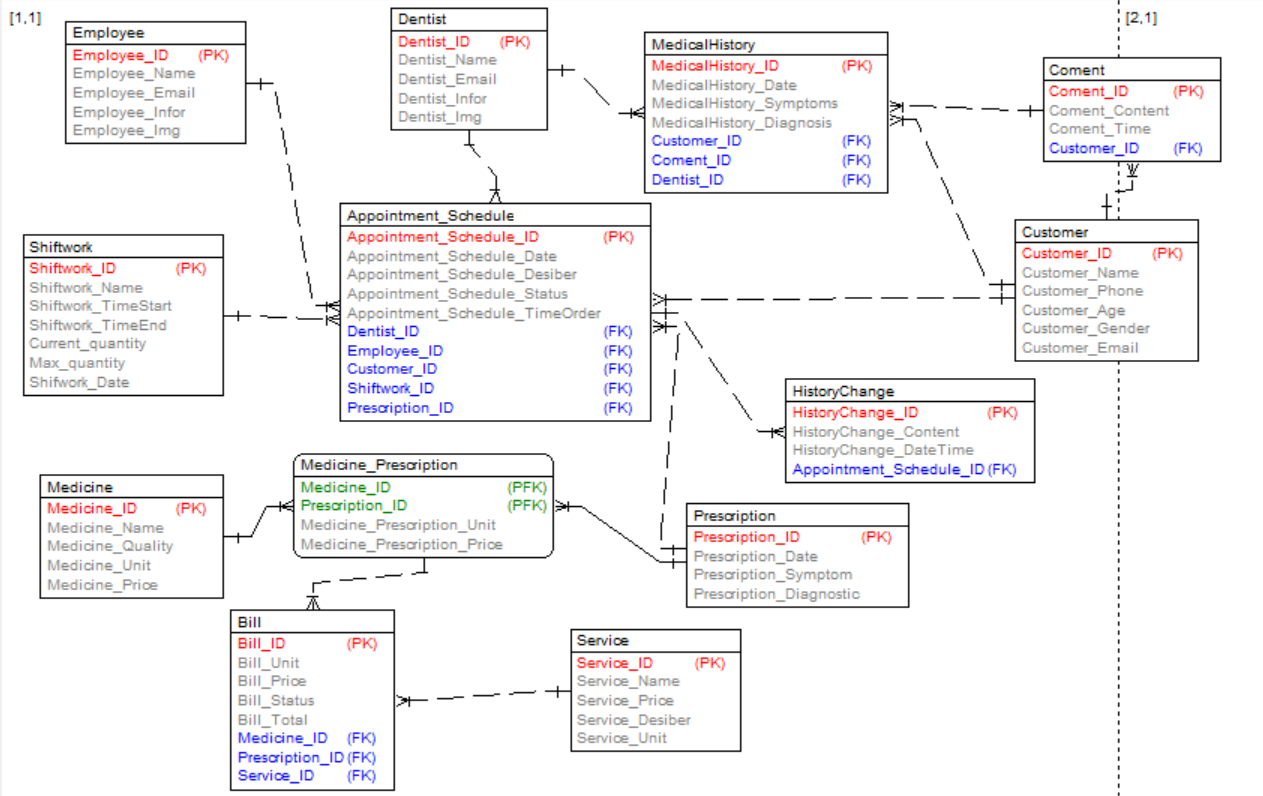 [1,1]
[2,1]
Employee
Employee_ID (PK)
Employee_Name
Employee_Email
Employee_Infor
Employee_Img
Dentist
Dentist_ID (PK)
Dentist_Name
Dentist_Email
Dentist_Infor
Dentist_Img
MedicalHistory
MedicalHistory_ID (PK)
MedicalHistory_Date
MedicalHistory_Symptoms
MedicalHistory_Diagnosis
Customer_ID (FK)
Coment_ID (FK)
Dentist_ID (FK)
Coment
Coment_ID (PK)
Coment_Content
Coment_Time
Customer_ID (FK)
Shiftwork
Shiftwork_ID (PK)
Shiftwork_Name
Shiftwork_TimeStart
Shiftwork_TimeEnd
Current_quantity
Max_quantity
Shifwork_Date
Appointment_Schedule
Appointment_Schedule_ID (PK)
Appointment_Schedule_Date
Appointment_Schedule_Desiber
Appointment_Schedule_Status
Appointment_Schedule_TimeOrder
Dentist_ID (FK)
Employee_ID (FK)
Customer_ID (FK)
Shiftwork_ID (FK)
Prescription_ID (FK)
Customer
Customer_ID (PK)
Customer_Name
Customer_Phone
Customer_Age
Customer_Gender
Customer_Email
HistoryChange
HistoryChange_ID (PK)
HistoryChange_Content
HistoryChange_DateTime
Appointment_Schedule_ID (FK)
Medicine
Medicine_ID (PK)
Medicine_Name
Medicine_Quality
Medicine_Unit
Medicine_Price
Medicine_Prescription
Medicine_ID (PFK)
Prescription_ID (PFK)
Medicine_Prescription_Unit
Medicine_Prescription_Price
Prescription
Prescription_ID (PK)
Prescription_Date
Prescription_Symptom
Prescription_Diagnostic
Bill
Bill_ID (PK)
Bill_Unit
Bill_Price
Bill_Status
Bill_Total
Medicine_ID (FK)
Prescription_ID (FK)
Service_ID (FK)
Service
Service_ID (PK)
Service_Name
Service_Price
Service_Desiber
Service_Unit